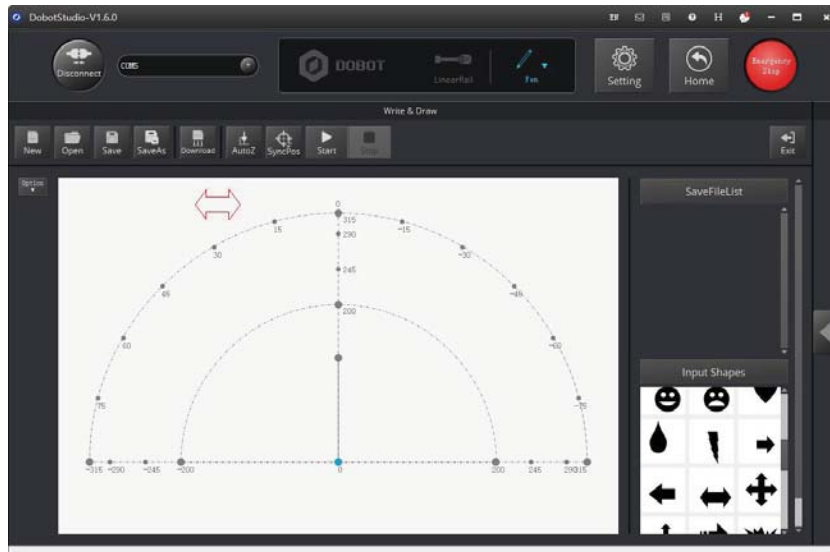 DobotStudio-V1.6.0
H
Disconnect
COM5
DOBOT
LinearRail
Pen
Setting
Home
Emergency
Stop
Write & Draw
New
Open
Save
SaveAs
Download
AutoZ
SyncPos
Start
Stop
Exit
Option
SaveFileList
0
315
15
-15
290
30
-30
245
45
-45
200
60
-60
75
-75
-315 -290 -245 -200 0 200 245 290 315
Input Shapes